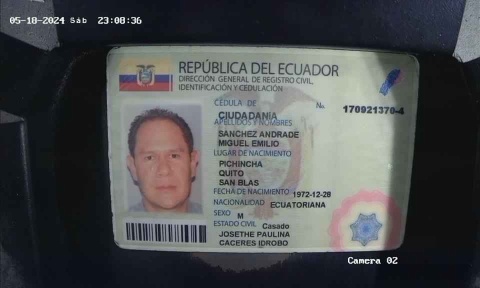 05-18-2024 Sáb 23:08:36
REPÚBLICA DEL ECUADOR
DIRECCIÓN GENERAL DE REGISTRO CIVIL,
IDENTIFICACIÓN Y CEDULACIÓN
CÉDULA DE No 170921370-4
CIUDADANIA
APELLIDOS Y NOMBRES
SANCHEZ ANDRADE
MIGUEL EMILIO
LUGAR DE NACIMIENTO
PICHINCHA
QUITO
SAN BLAS
FECHA DE NACIMIENTO 1972-12-28
NACIONALIDAD ECUATORIANA
SEXO M
ESTADO CIVIL Casado
JOSETHE PAULINA
CACERES IDROBO
Camera 02